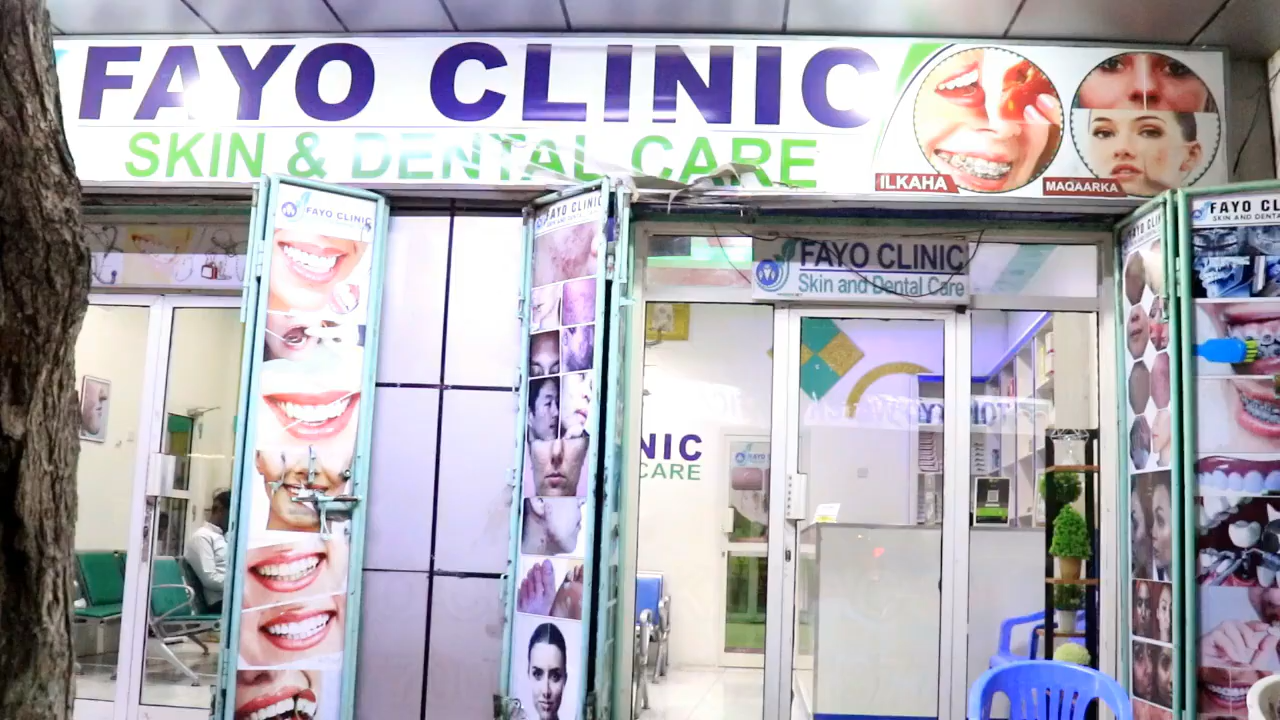 FAYO CLINIC
SKIN & DENTAL CARE
ILKAHA
MAQAARKA
FAYO CLINIC
FAYO CLINIC
FAYO CLINIC
Skin and Dental Care
FAYO CL
SKIN AND DENTAL
NIC
CARE